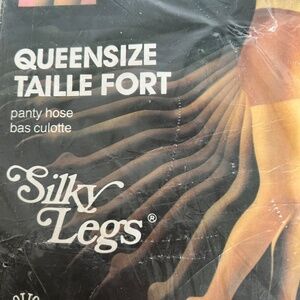 QUEENSIZE
TAILLE FORT
panty hose
bas culotte
Silky
Legs®